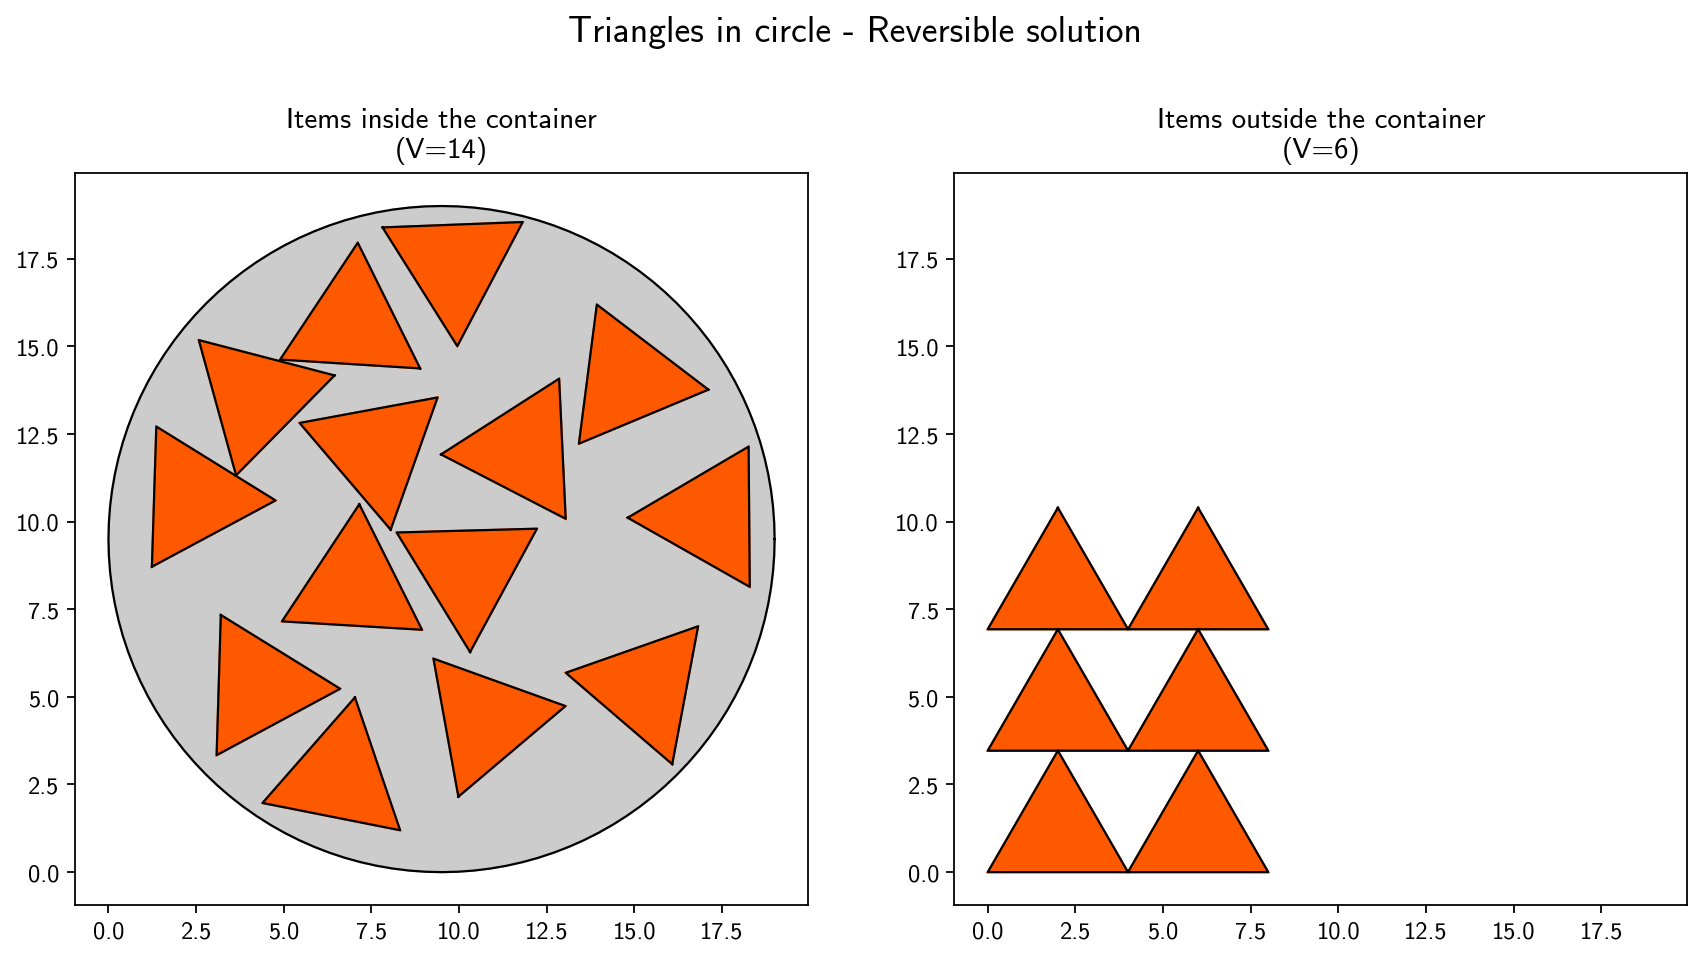 Triangles in circle - Reversible solution
Items inside the container
(V=14)
17.5
15.0
12.5
10.0
7.5
5.0
2.5
0.0
0.0 2.5 5.0 7.5 10.0 12.5 15.0 17.5
Items outside the container
(V=6)
17.5
15.0
12.5
10.0
7.5
5.0
2.5
0.0
0.0 2.5 5.0 7.5 10.0 12.5 15.0 17.5